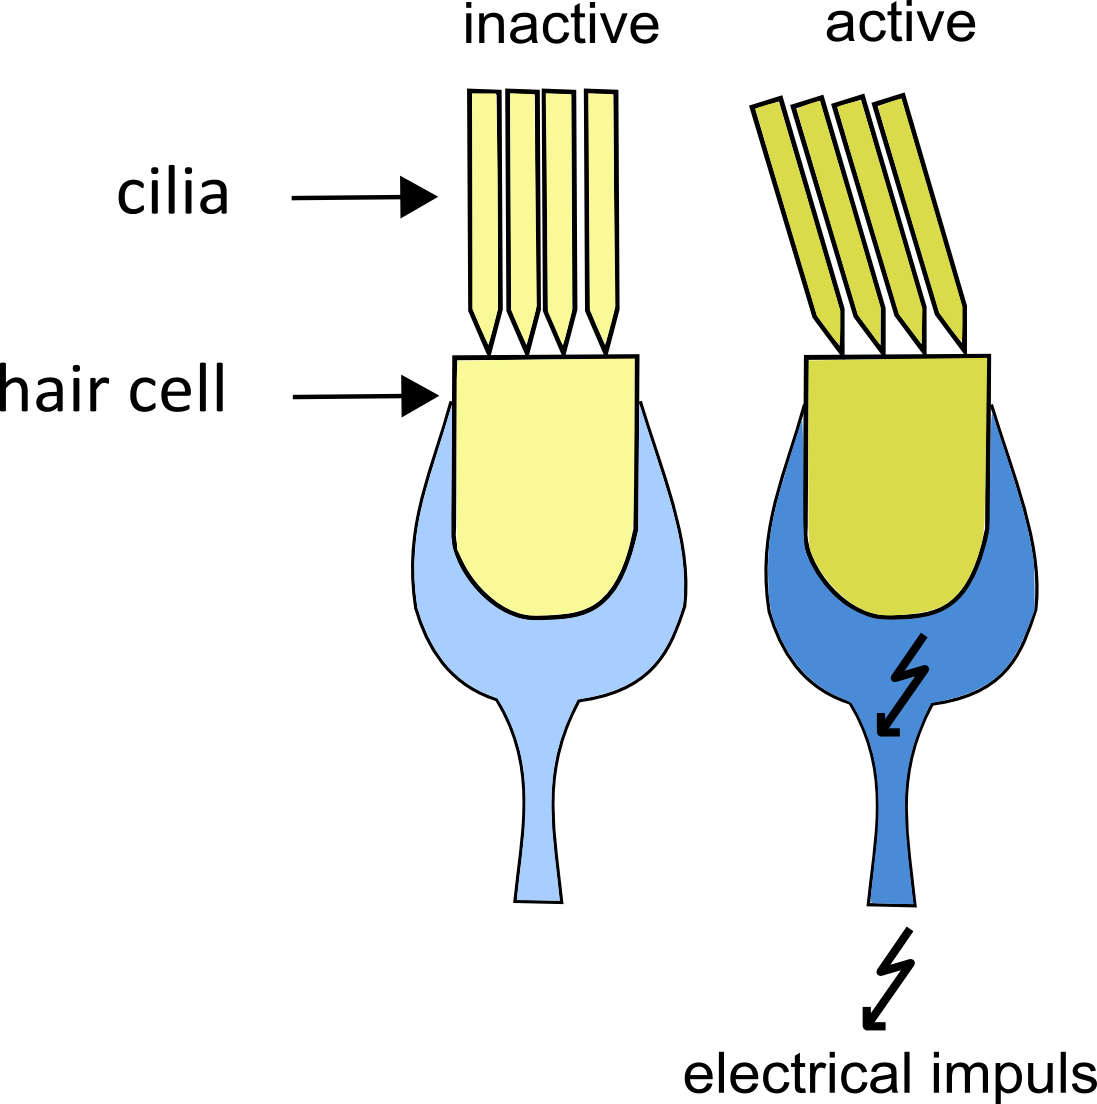 inactive
active
cilia
hair cell
electrical impuls